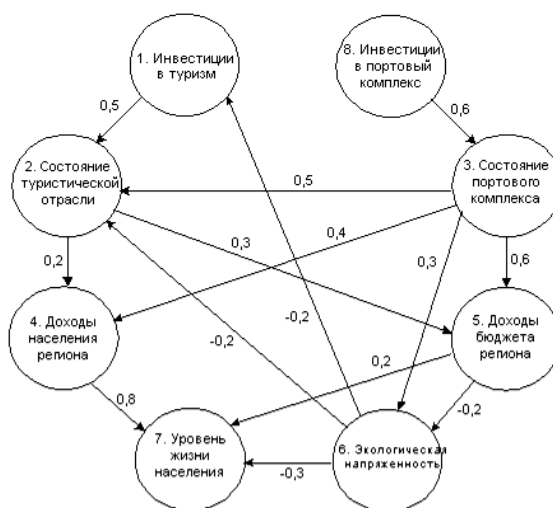 1. Инвестиции
в туризм
8. Инвестиции
в портовый
комплекс
0,5
0,6
2. Состояние
туристической
отрасли
3. Состояние
портового
комплекса
0,5
0,2
0,3
0,4
0,3
0,6
4. Доходы
населения
региона
5. Доходы
бюджета
региона
-0,2
-0,2
0,2
0,8
-0,2
7. Уровень
жизни
населения
6. Экологическая
напряженность
-0,3